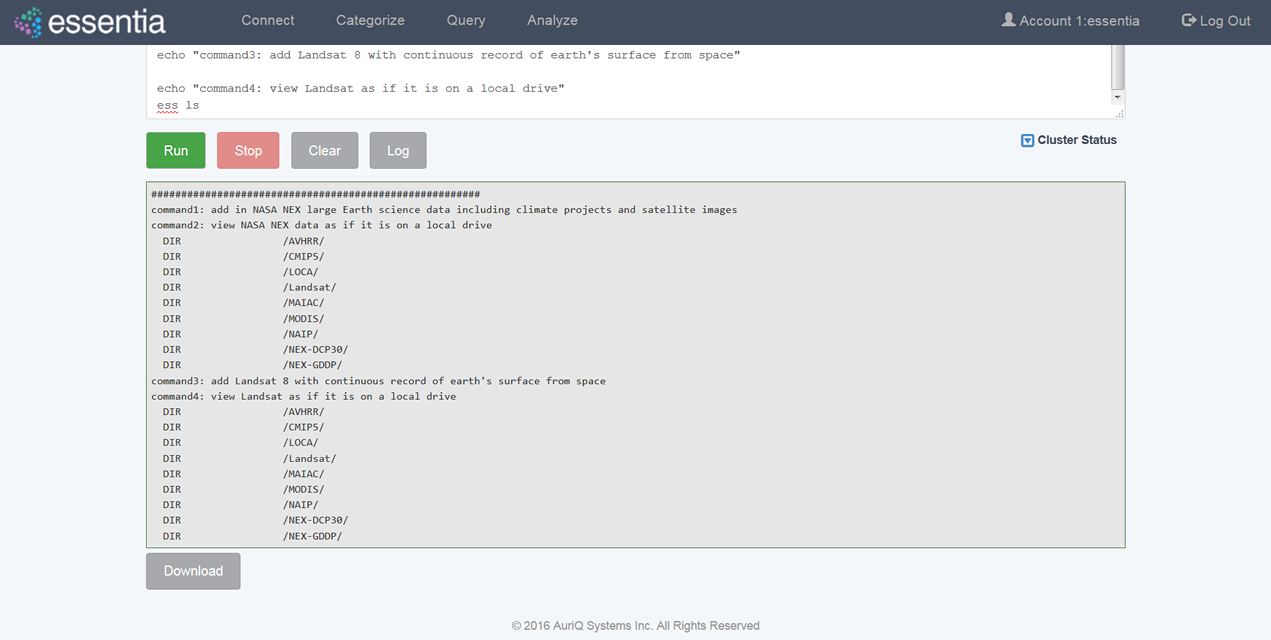 essentia
Connect Categorize Query Analyze Account 1:essentia Log Out
echo "command3: add Landsat 8 with continuous record of earth's surface from space"
echo "command4: view Landsat as if it is on a local drive"
ess ls
Run Stop Clear Log Cluster Status
#######################################################
command1: add in NASA NEX large Earth science data including climate projects and satellite images
command2: view NASA NEX data as if it is on a local drive
DIR /AVHRR/
DIR /CMIP5/
DIR /LOCA/
DIR /Landsat/
DIR /MAIAC/
DIR /MODIS/
DIR /NAIP/
DIR /NEX-DCP30/
DIR /NEX-GDDP/
command3: add Landsat 8 with continuous record of earth's surface from space
command4: view Landsat as if it is on a local drive
DIR /AVHRR/
DIR /CMIP5/
DIR /LOCA/
DIR /Landsat/
DIR /MAIAC/
DIR /MODIS/
DIR /NAIP/
DIR /NEX-DCP30/
DIR /NEX-GDDP/
Download
© 2016 AuriQ Systems Inc. All Rights Reserved